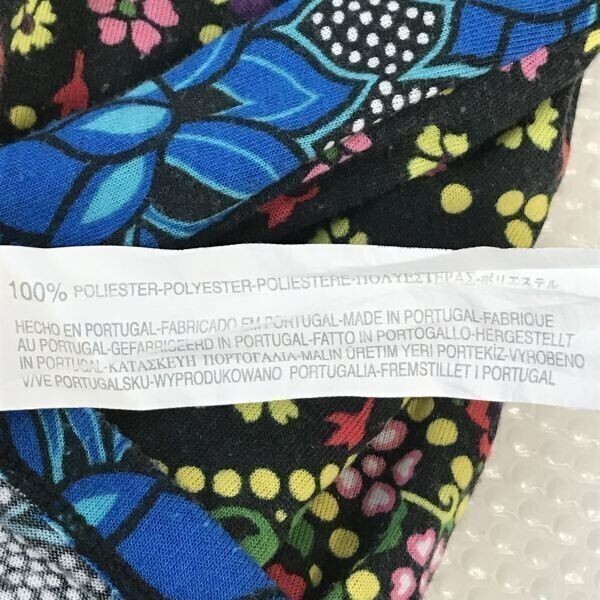 100% POLIESTER-POLYESTER-POLIESTERE-ΠΟΛΥΕΣΤΕΡΑΣ-ポリエステル
HECHO EN PORTUGAL-FABRICADO EM PORTUGAL-MADE IN PORTUGAL-FABRIQUE
AU PORTUGAL-GEFABRICEERD IN PORTUGAL-FATTO IN PORTOGALLO-HERGESTELLT
IN PORTUGAL-ΚΑΤΑΣΚΕΥΗ ΠΟΡΤΟΓΑΛΙΑ-MALIN ÜRETIM YERI PORTEKİZ-VYROBENO
V/VE PORTUGALSKU-WYPRODUKOWANO PORTUGALIA-FREMSTILLET I PORTUGAL